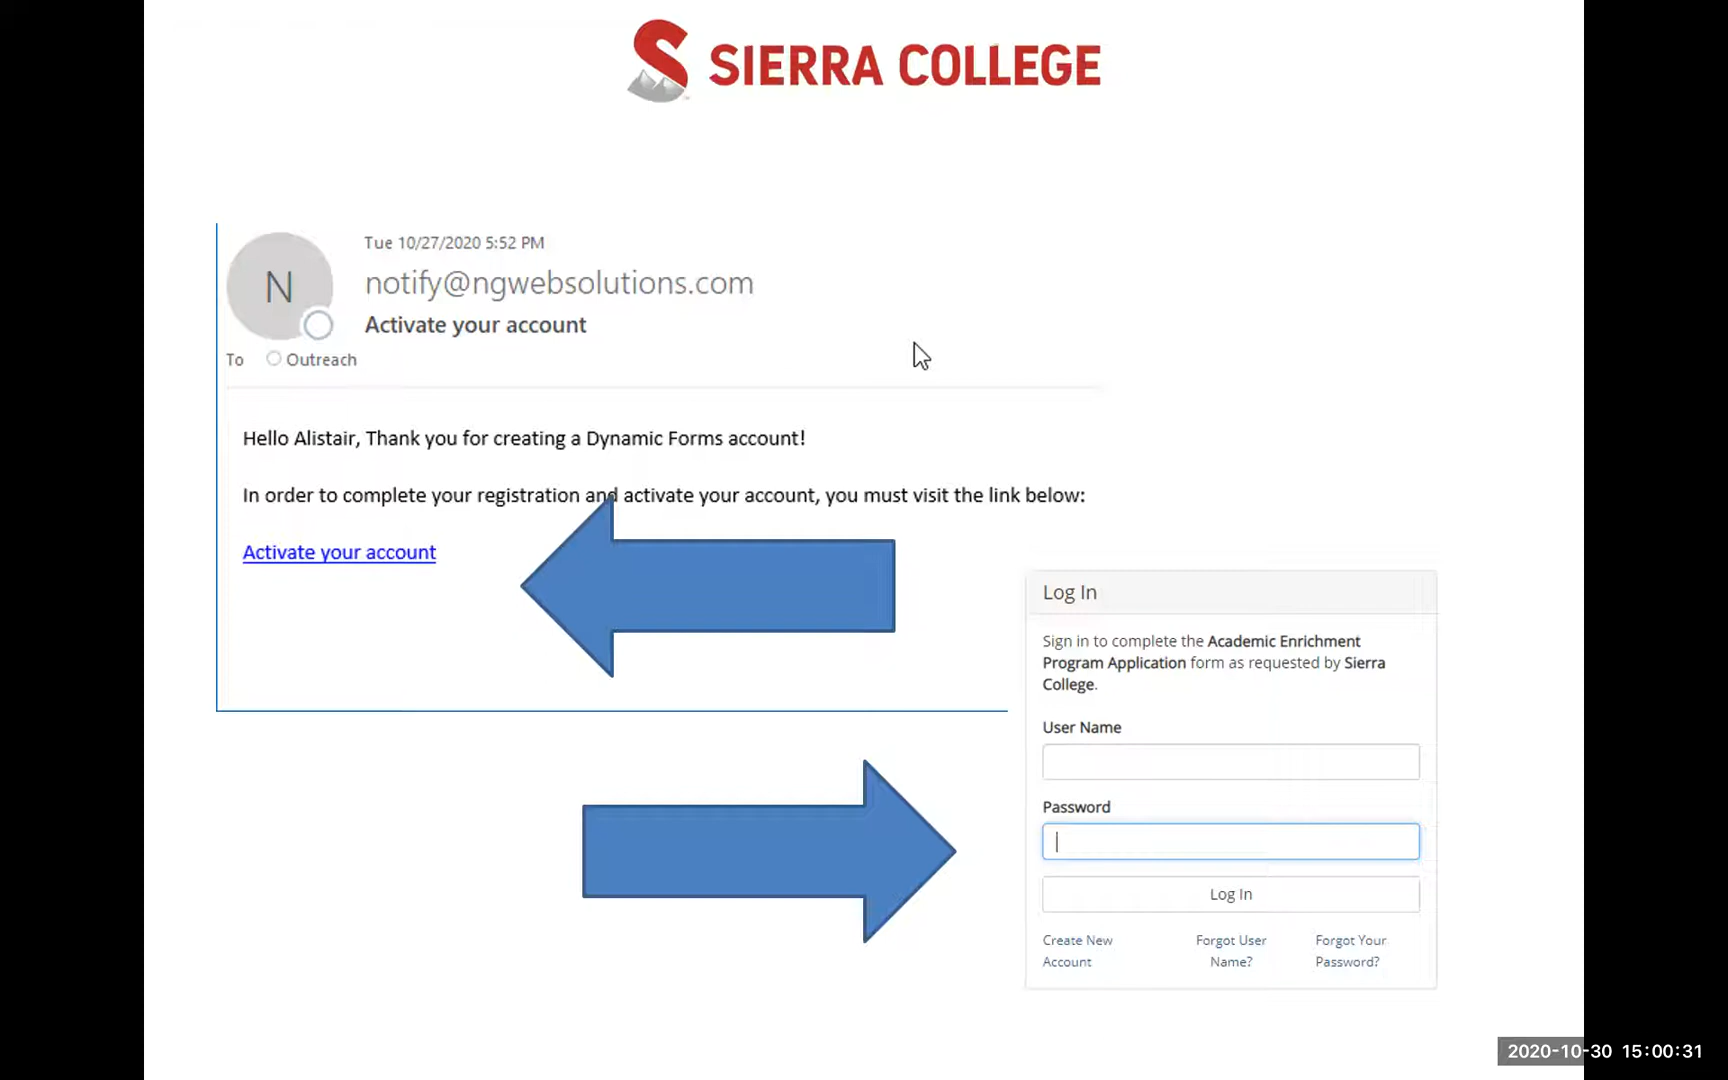 SIERRA COLLEGE
Tue 10/27/2020 5:52 PM
N
notify@ngwebsolutions.com
Activate your account
To Outreach
Hello Alistair, Thank you for creating a Dynamic Forms account!
In order to complete your registration and activate your account, you must visit the link below:
Activate your account
Log In
Sign in to complete the Academic Enrichment
Program Application form as requested by Sierra
College.
User Name
Password
Log In
Create New
Account
Forgot User
Name?
Forgot Your
Password?
2020-10-30 15:00:31